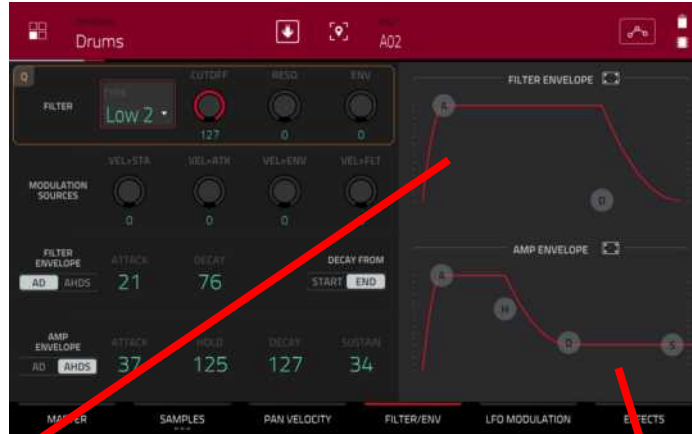 Drums
A02
Q
FILTER
TYPE
Low 2
CUTOFF
127
RESO
0
ENV
0
FILTER ENVELOPE
A
D
MODULATION
SOURCES
VEL>STA
0
VEL>ATK
0
VEL>ENV
0
VEL>FLT
FILTER
ENVELOPE
AD AHDS
ATTACK
21
DECAY
76
DECAY FROM
START END
AMP ENVELOPE
A
H
D
S
AMP
ENVELOPE
AD AHDS
ATTACK
37
HOLD
125
DECAY
127
SUSTAIN
34
SAMPLES
PAN VELOCITY
FILTER/ENV
LFO MODULATION